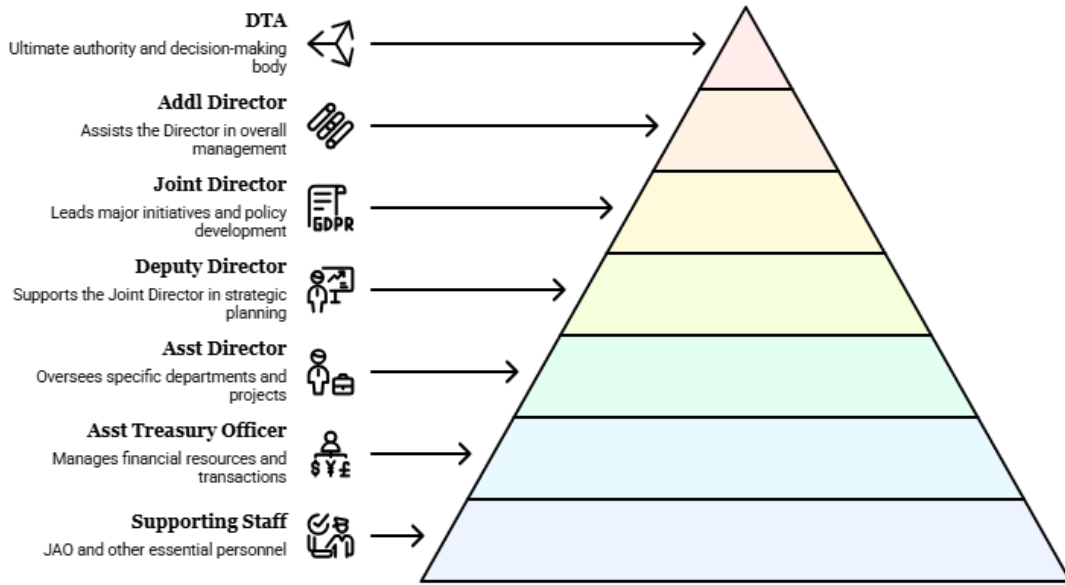 DTA
Ultimate authority and decision-making
body
Addl Director
Assists the Director in overall
management
Joint Director
Leads major initiatives and policy
development
GDPR
Deputy Director
Supports the Joint Director in strategic
planning
Asst Director
Oversees specific departments and
projects
Asst Treasury Officer
Manages financial resources and
transactions
$ ¥ £
Supporting Staff
JAO and other essential personnel